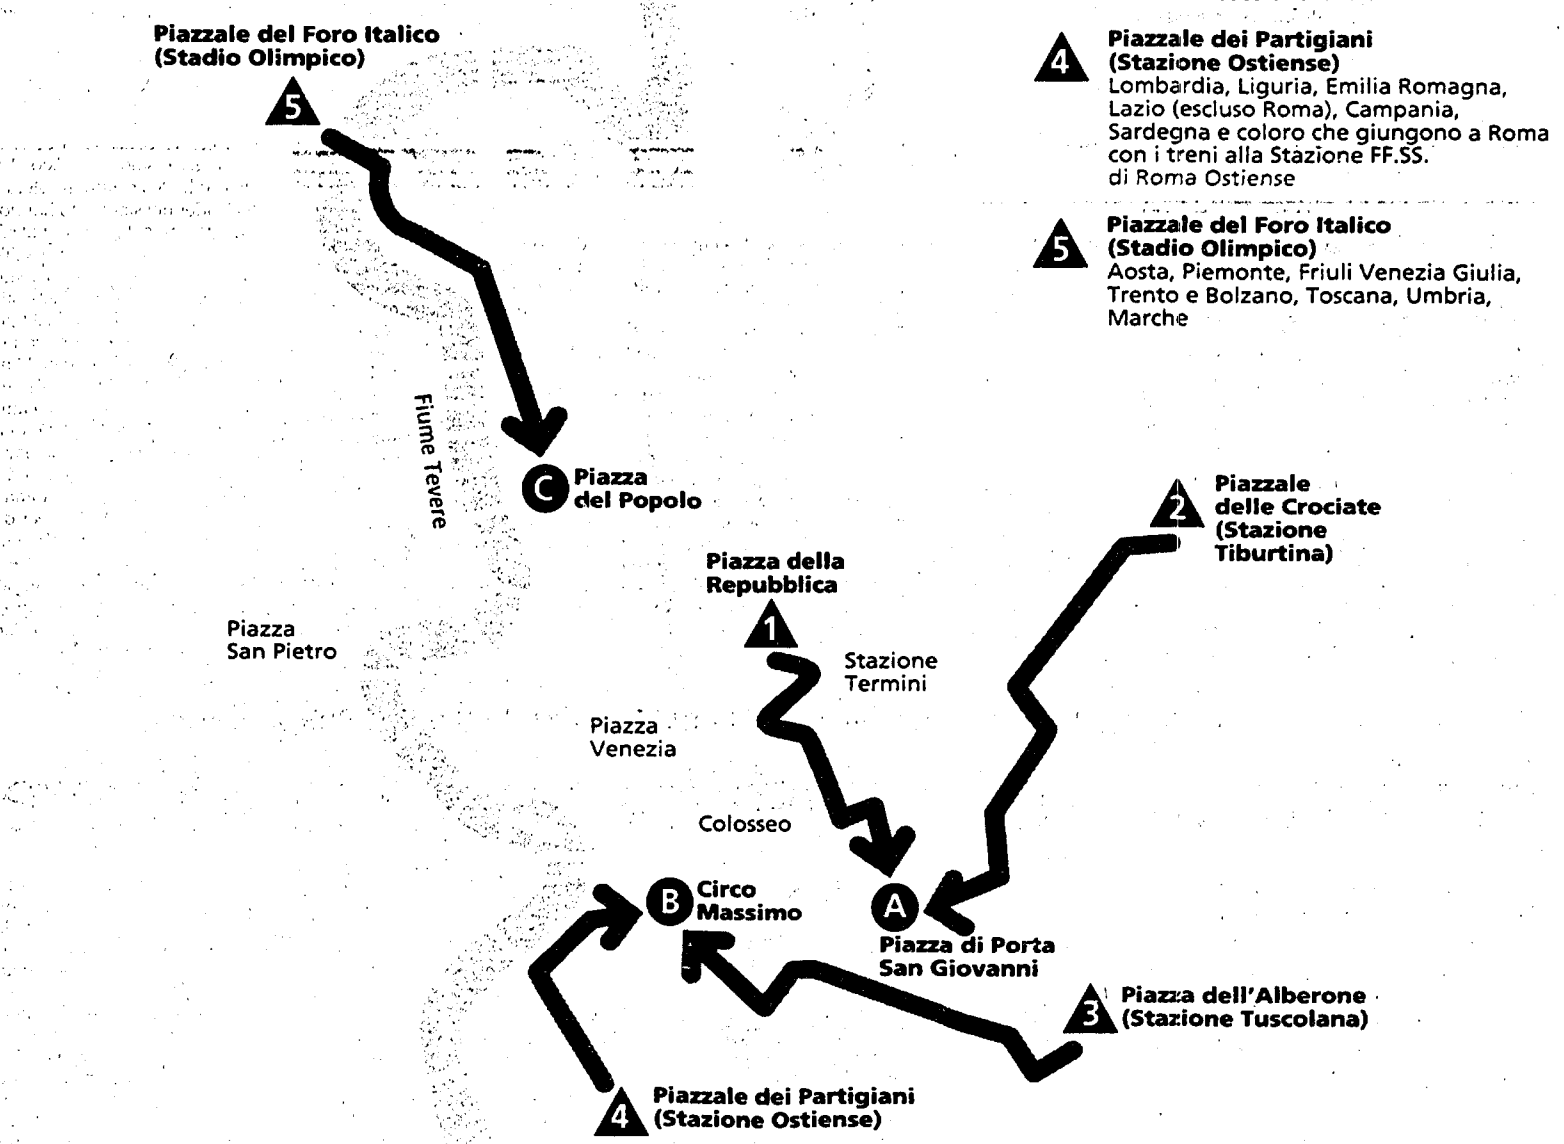 Piazzale del Foro Italico
(Stadio Olimpico)
5
4
Piazzale dei Partigiani
(Stazione Ostiense)
Lombardia, Liguria, Emilia Romagna,
Lazio (escluso Roma), Campania,
Sardegna e coloro che giungono a Roma
con i treni alla Stazione FF.SS.
di Roma Ostiense
5
Piazzale del Foro Italico
(Stadio Olimpico)
Aosta, Piemonte, Friuli Venezia Giulia,
Trento e Bolzano, Toscana, Umbria,
Marche
Fiume Tevere
C
Piazza
del Popolo
2
Piazzale
delle Crociate
(Stazione
Tiburtina)
Piazza della
Repubblica
1
Piazza
San Pietro
Stazione
Termini
Piazza
Venezia
Colosseo
B
Circo
Massimo
A
Piazza di Porta
San Giovanni
3
Piazza dell'Alberone
(Stazione Tuscolana)
4
Piazzale dei Partigiani
(Stazione Ostiense)